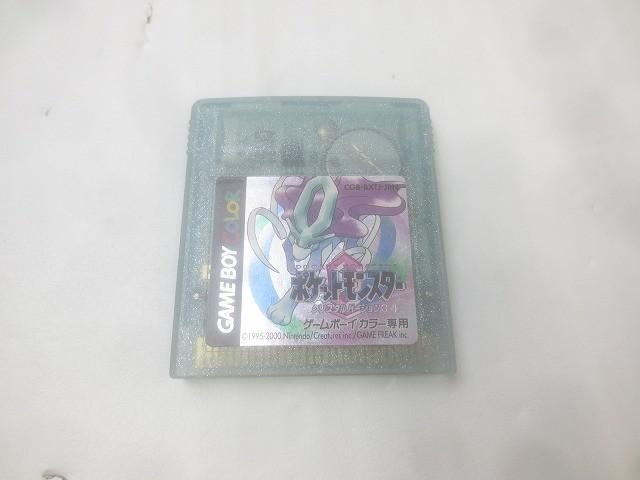 CGB-BXTJ-JPN
GAME BOY COLOR
ポケットモンスター
クリスタルバージョン
ゲームボーイカラー専用
©1995-2000 Nintendo/Creatures inc./GAME FREAK inc.